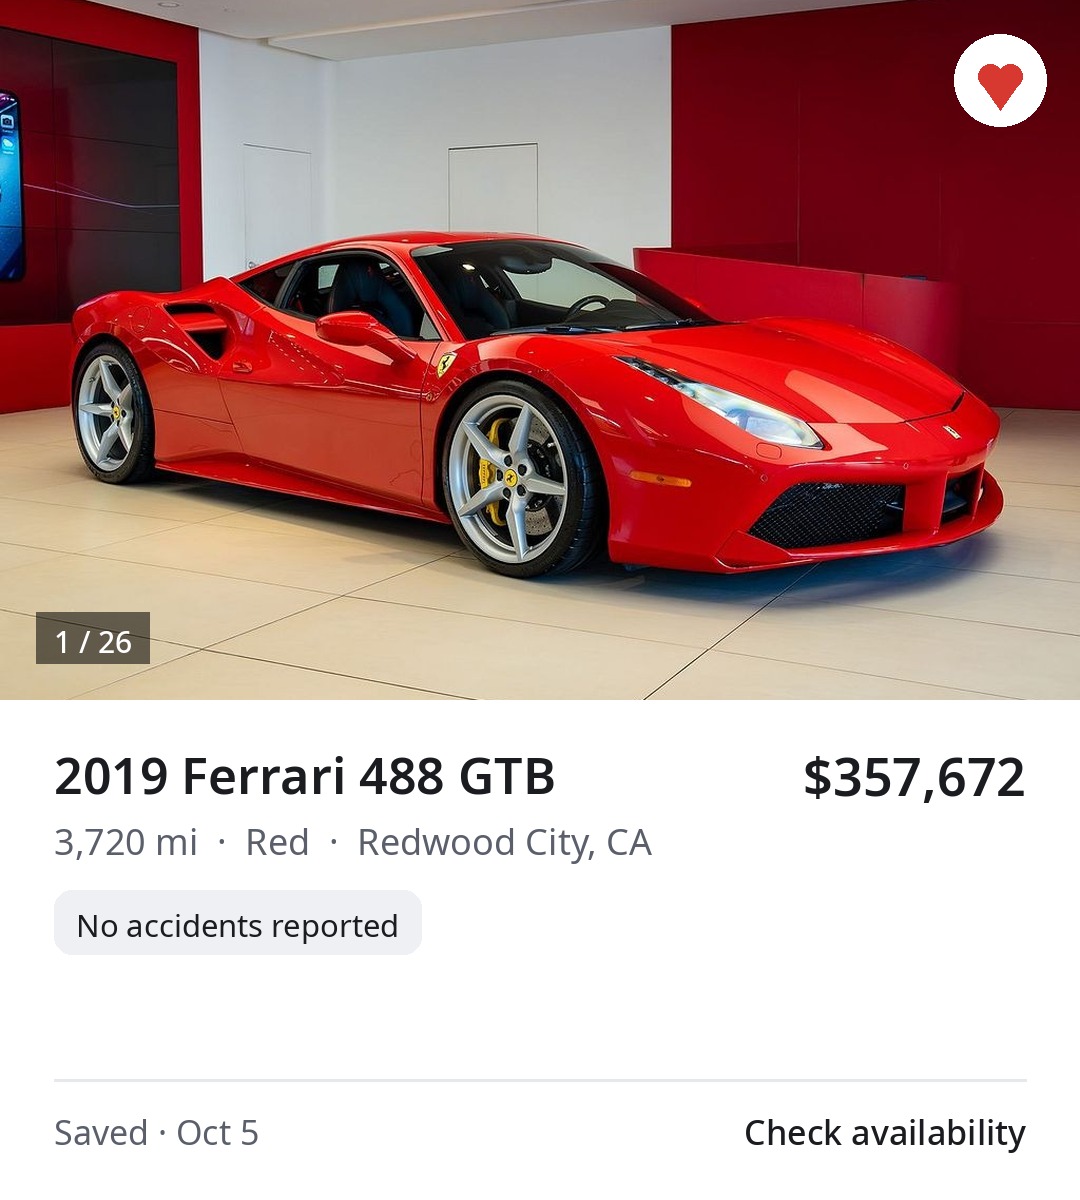 1 / 26
2019 Ferrari 488 GTB
$357,672
3,720 mi · Red · Redwood City, CA
No accidents reported
Saved · Oct 5
Check availability